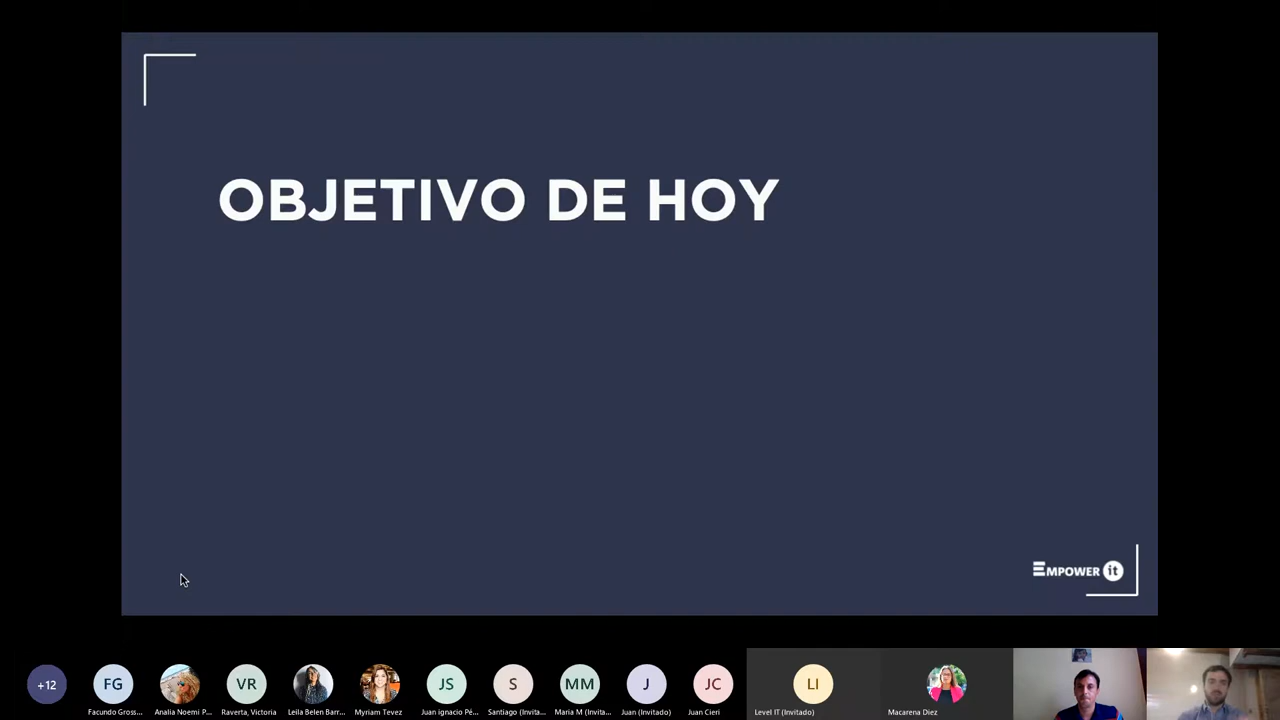 OBJETIVO DE HOY
EMPOWER it
+12
FG
VR
JS
S
MM
J
JC
LI
Facundo Gross...
Analia Noemi P...
Raverta, Victoria
Leila Belen Barr...
Myriam Tevez
Juan ignacio Pé...
Santiago (Invita...
Maria M (Invita...
Juan (Invitado)
Juan Cieri
Level IT (Invitado)
Macarena Diez